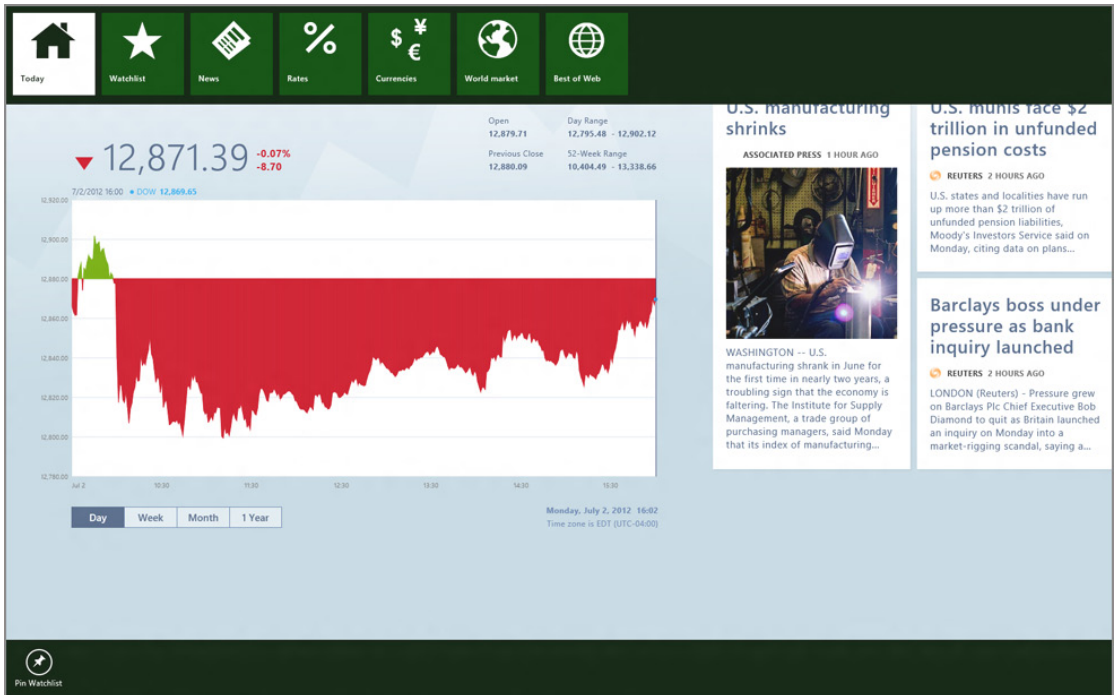 $ ¥
€
Today
Watchlist
News
Rates
Currencies
World market
Best of Web
12,871.39
-0.07%
-8.70
Open
12,879.71
Day Range
12,795.48 - 12,902.12
Previous Close
12,880.09
52-Week Range
10,404.49 - 13,338.66
7/2/2012 16:00 • DOW 12,869.65
12,920.00
12,900.00
12,880.00
12,860.00
12,840.00
12,820.00
12,800.00
12,780.00
Jul 2
10:30
11:30
12:30
13:30
14:30
15:30
Day
Week
Month
1 Year
Monday, July 2, 2012 16:02
Time zone is EDT (UTC-04:00)
U.S. manufacturing
shrinks
ASSOCIATED PRESS 1 HOUR AGO
WASHINGTON -- U.S.
manufacturing shrank in June for
the first time in nearly two years, a
troubling sign that the economy is
faltering. The Institute for Supply
Management, a trade group of
purchasing managers, said Monday
that its index of manufacturing...
U.S. munis face $2
trillion in unfunded
pension costs
REUTERS 2 HOURS AGO
U.S. states and localities have run
up more than $2 trillion of
unfunded pension liabilities,
Moody's Investors Service said on
Monday, citing data on plans...
Barclays boss under
pressure as bank
inquiry launched
REUTERS 2 HOURS AGO
LONDON (Reuters) - Pressure grew
on Barclays Plc Chief Executive Bob
Diamond to quit as Britain launched
an inquiry on Monday into a
market-rigging scandal, saying a...
Pin Watchlist